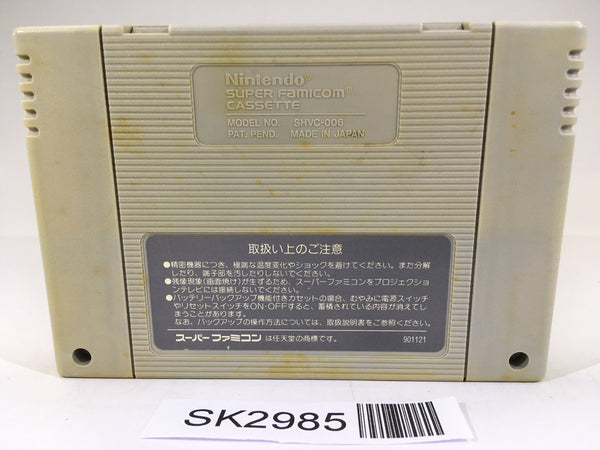 Nintendo®
SUPER FAMICOM®
CASSETTE
MODEL NO. SHVC-006
PAT. PEND. MADE IN JAPAN
取扱い上のご注意
●精密機器につき、極端な温度変化やショックを避けてください。また分解
したり、端子部を汚したりしないでください。
●残像現象(画面焼け)が生ずるため、スーパーファミコンをプロジェクショ
ンテレビには接続しないでください。
●バッテリーバックアップ機能付きカセットの場合、むやみに電源スイッチ
やリセットスイッチをON・OFFすると、蓄積されている内容が消えてし
まうことがあります。
なお、バックアップの操作方法については、取扱説明書をご参照ください。
スーパーファミコン は任天堂の商標です。 901121
SK2985